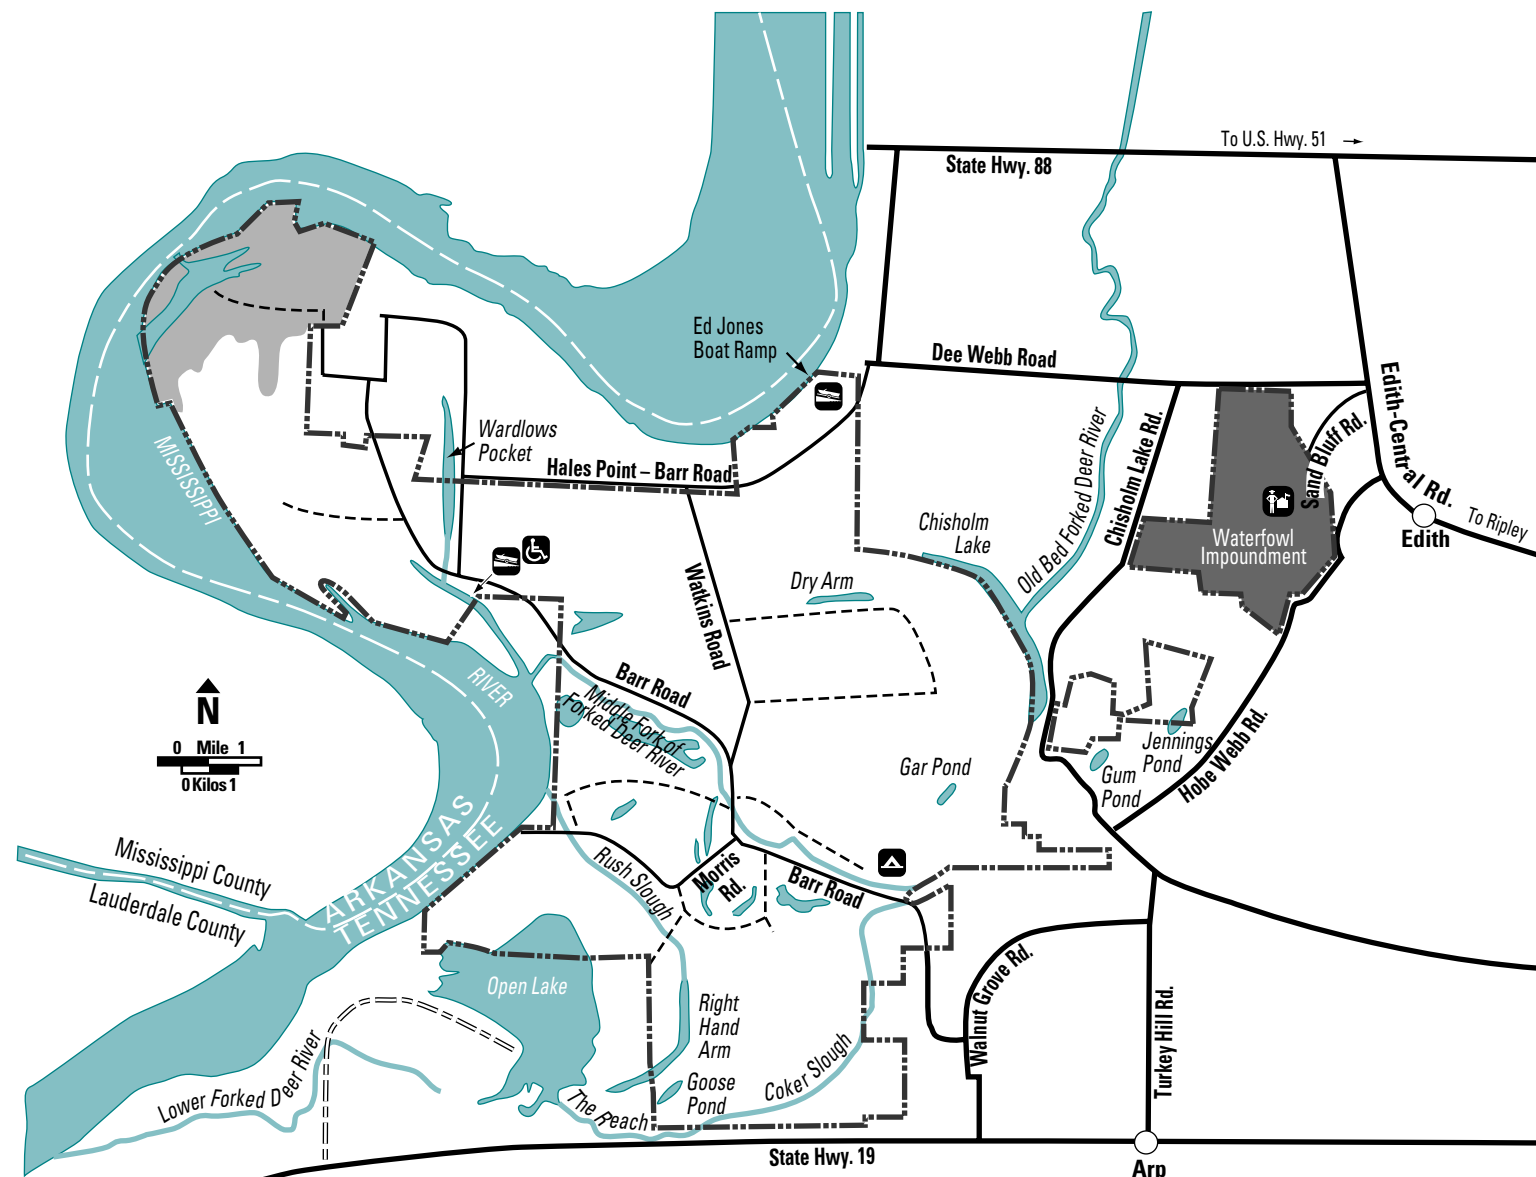 To U.S. Hwy. 51
State Hwy. 88
Ed Jones
Boat Ramp
Dee Webb Road
Edith-Central Rd.
Sand Bluff Rd.
Chisholm Lake Rd.
Old Bed Forked Deer River
Wardlows
Pocket
Hales Point – Barr Road
MISSISSIPPI
RIVER
To Ripley
Edith
Waterfowl
Impoundment
Chisholm
Lake
Dry Arm
Watkins Road
Barr Road
Middle Fork of
Forked Deer River
N
0 Mile 1
0 Kilos 1
Jennings
Pond
Gum
Pond
Hobe Webb Rd.
Gar Pond
ARKANSAS
TENNESSEE
Mississippi County
Lauderdale County
Rush Slough
Morris
Rd.
Barr Road
Open Lake
Right
Hand
Arm
Goose
Pond
Coker Slough
The Reach
Walnut Grove Rd.
Turkey Hill Rd.
Lower Forked Deer River
State Hwy. 19
Arp